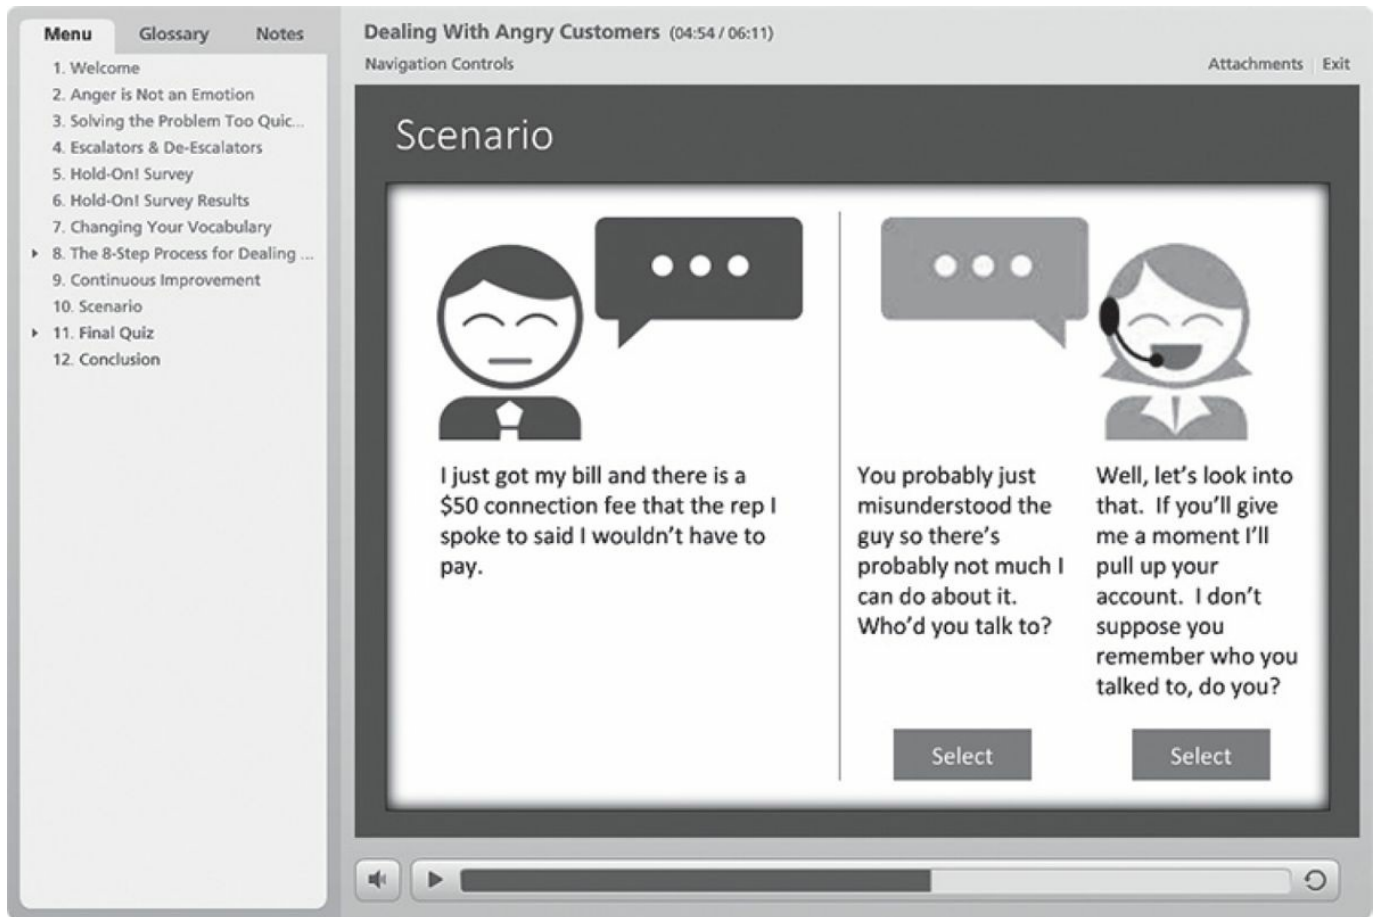 Menu Glossary Notes
1. Welcome
2. Anger is Not an Emotion
3. Solving the Problem Too Quic...
4. Escalators & De-Escalators
5. Hold-On! Survey
6. Hold-On! Survey Results
7. Changing Your Vocabulary
8. The 8-Step Process for Dealing ...
9. Continuous Improvement
10. Scenario
11. Final Quiz
12. Conclusion
Dealing With Angry Customers (04:54 / 06:11)
Navigation Controls
Attachments Exit
Scenario
I just got my bill and there is a
$50 connection fee that the rep I
spoke to said I wouldn't have to
pay.
You probably just
misunderstood the
guy so there's
probably not much I
can do about it.
Who'd you talk to?
Select
Well, let's look into
that.  If you'll give
me a moment I'll
pull up your
account.  I don't
suppose you
remember who you
talked to, do you?
Select